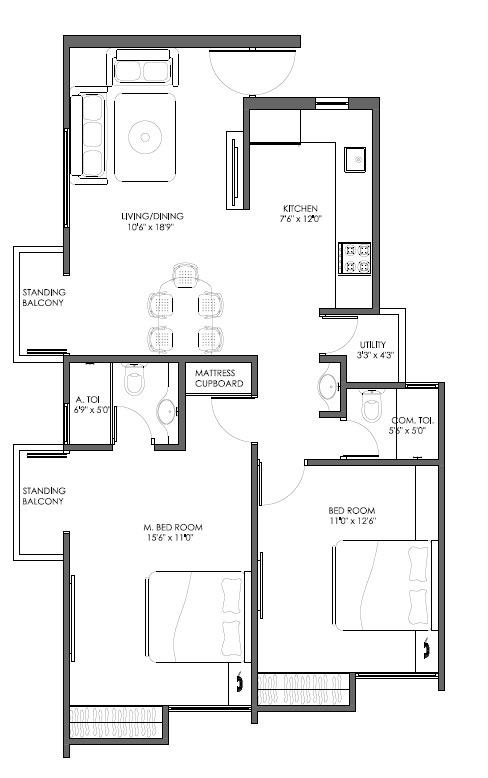 KITCHEN
7'6" x 12'0"
LIVING/DINING
10'6" x 18'9"
STANDING
BALCONY
UTILITY
3'3" x 4'3"
MATTRESS
CUPBOARD
A. TOI
6'9" x 5'0"
COM. TOI.
5'6" x 5'0"
STANDING
BALCONY
BED ROOM
11'0" x 12'6"
M. BED ROOM
15'6" x 11'0"